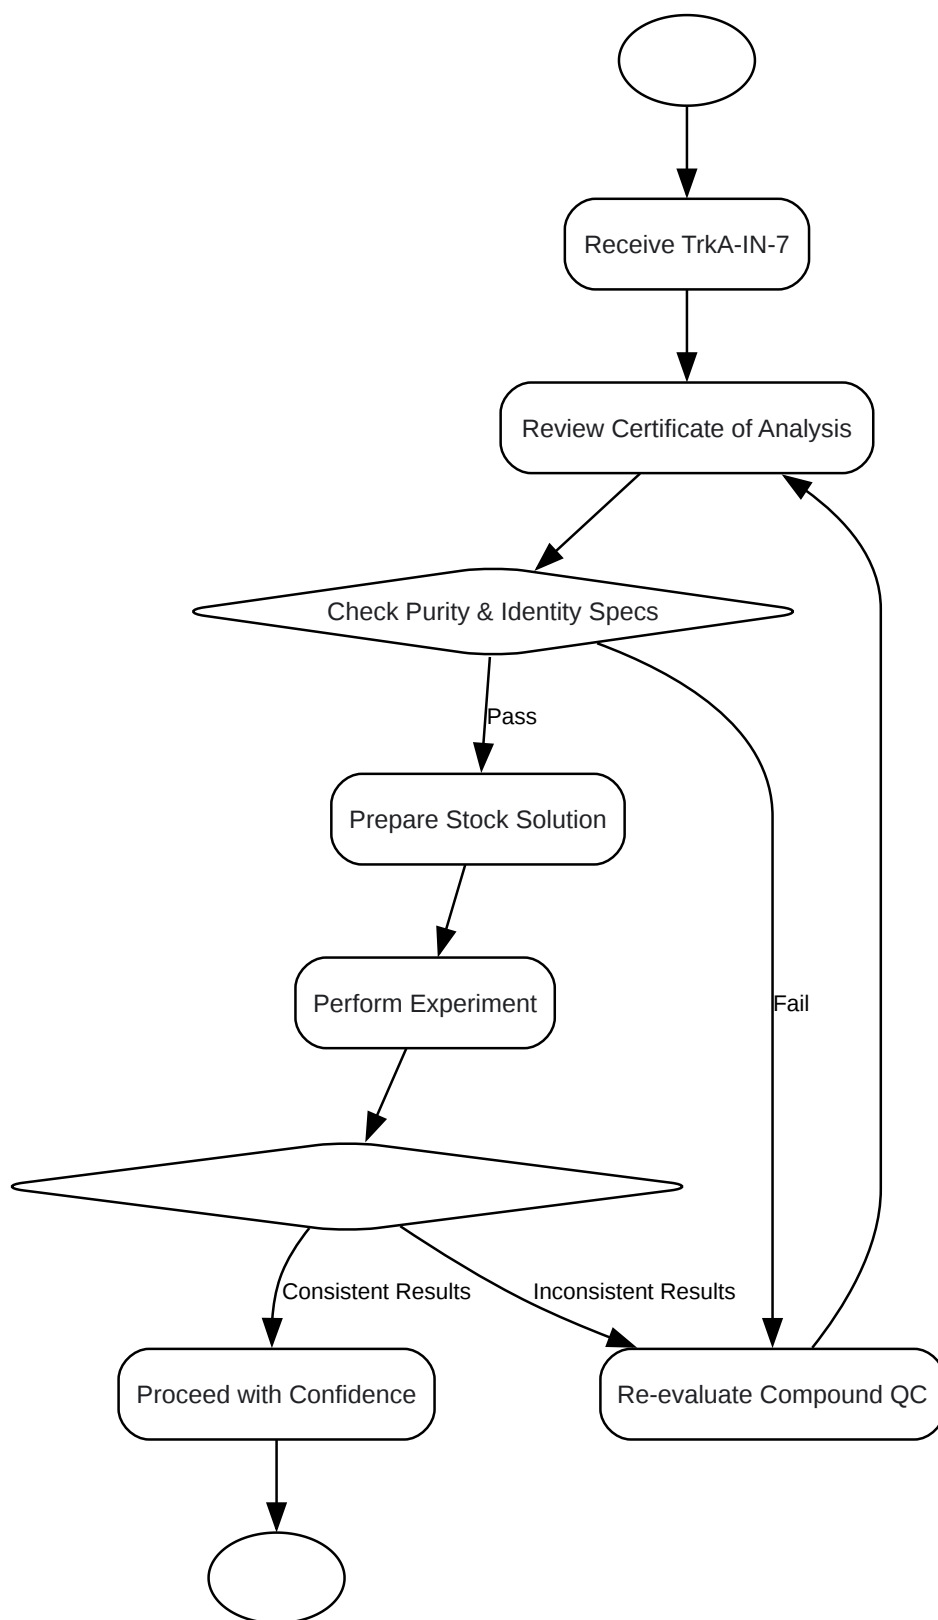 Receive TrkA-IN-7
Review Certificate of Analysis
Check Purity & Identity Specs
Pass
Prepare Stock Solution
Perform Experiment
Fail
Consistent Results
Inconsistent Results
Proceed with Confidence
Re-evaluate Compound QC